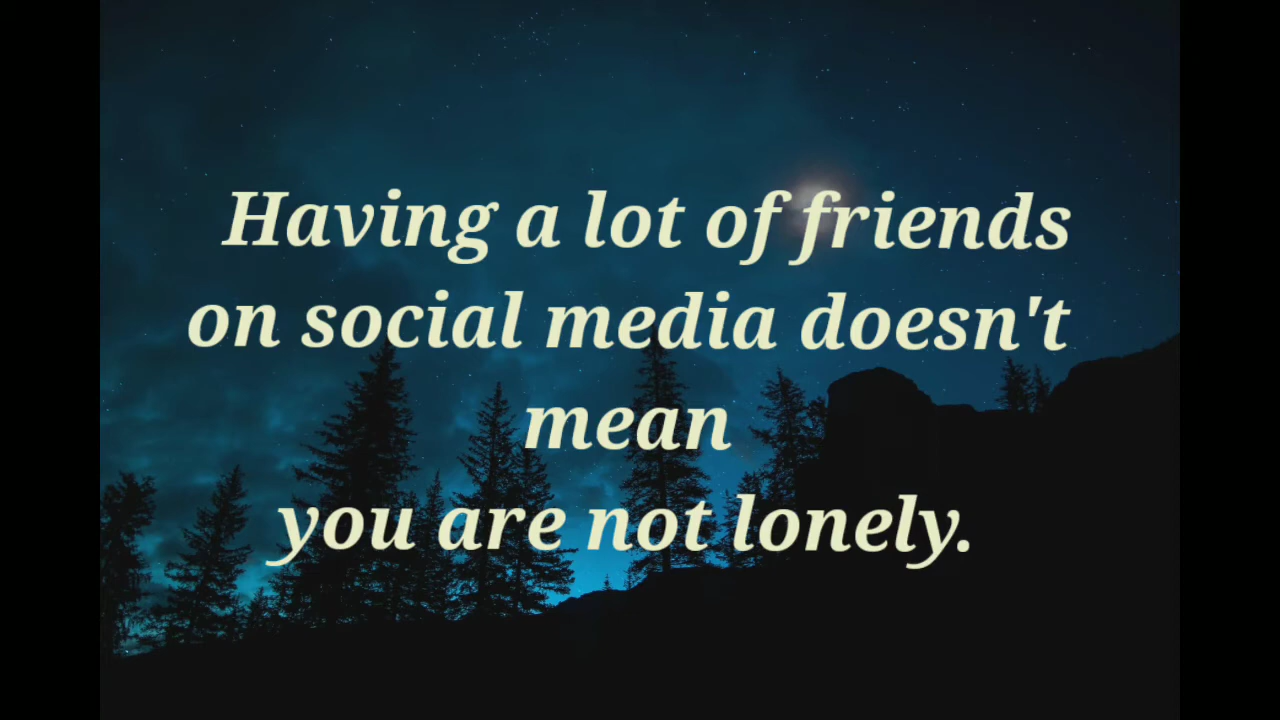 Having a lot of friends
on social media doesn't
mean
you are not lonely.